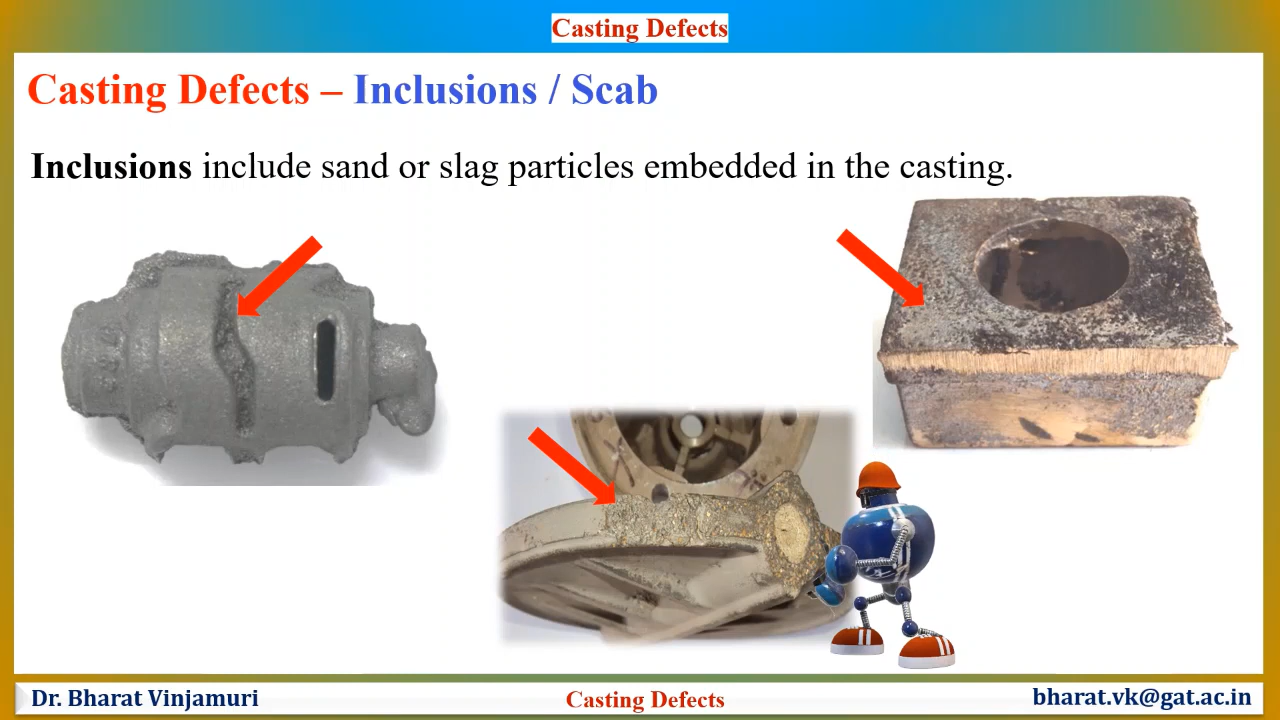 Casting Defects
Casting Defects – Inclusions / Scab
Inclusions include sand or slag particles embedded in the casting.
Dr. Bharat Vinjamuri
Casting Defects
bharat.vk@gat.ac.in